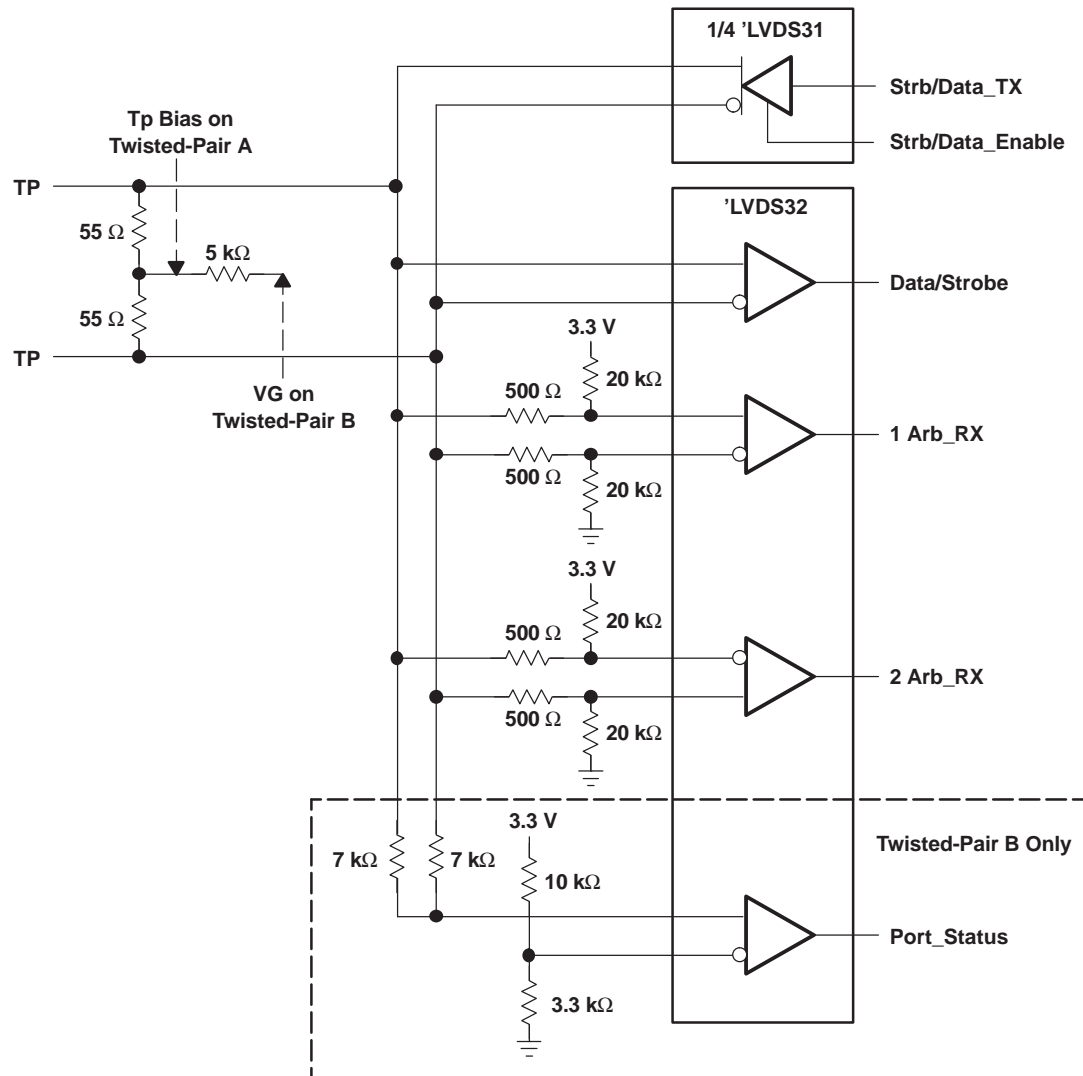 1/4 ’LVDS31
Strb/Data_TX
Strb/Data_Enable
Tp Bias on
Twisted-Pair A
TP
55 Ω
5 kΩ
55 Ω
TP
VG on
Twisted-Pair B
’LVDS32
Data/Strobe
3.3 V
500 Ω
20 kΩ
1 Arb_RX
500 Ω
20 kΩ
3.3 V
500 Ω
20 kΩ
2 Arb_RX
500 Ω
20 kΩ
3.3 V
Twisted-Pair B Only
7 kΩ
7 kΩ
10 kΩ
Port_Status
3.3 kΩ